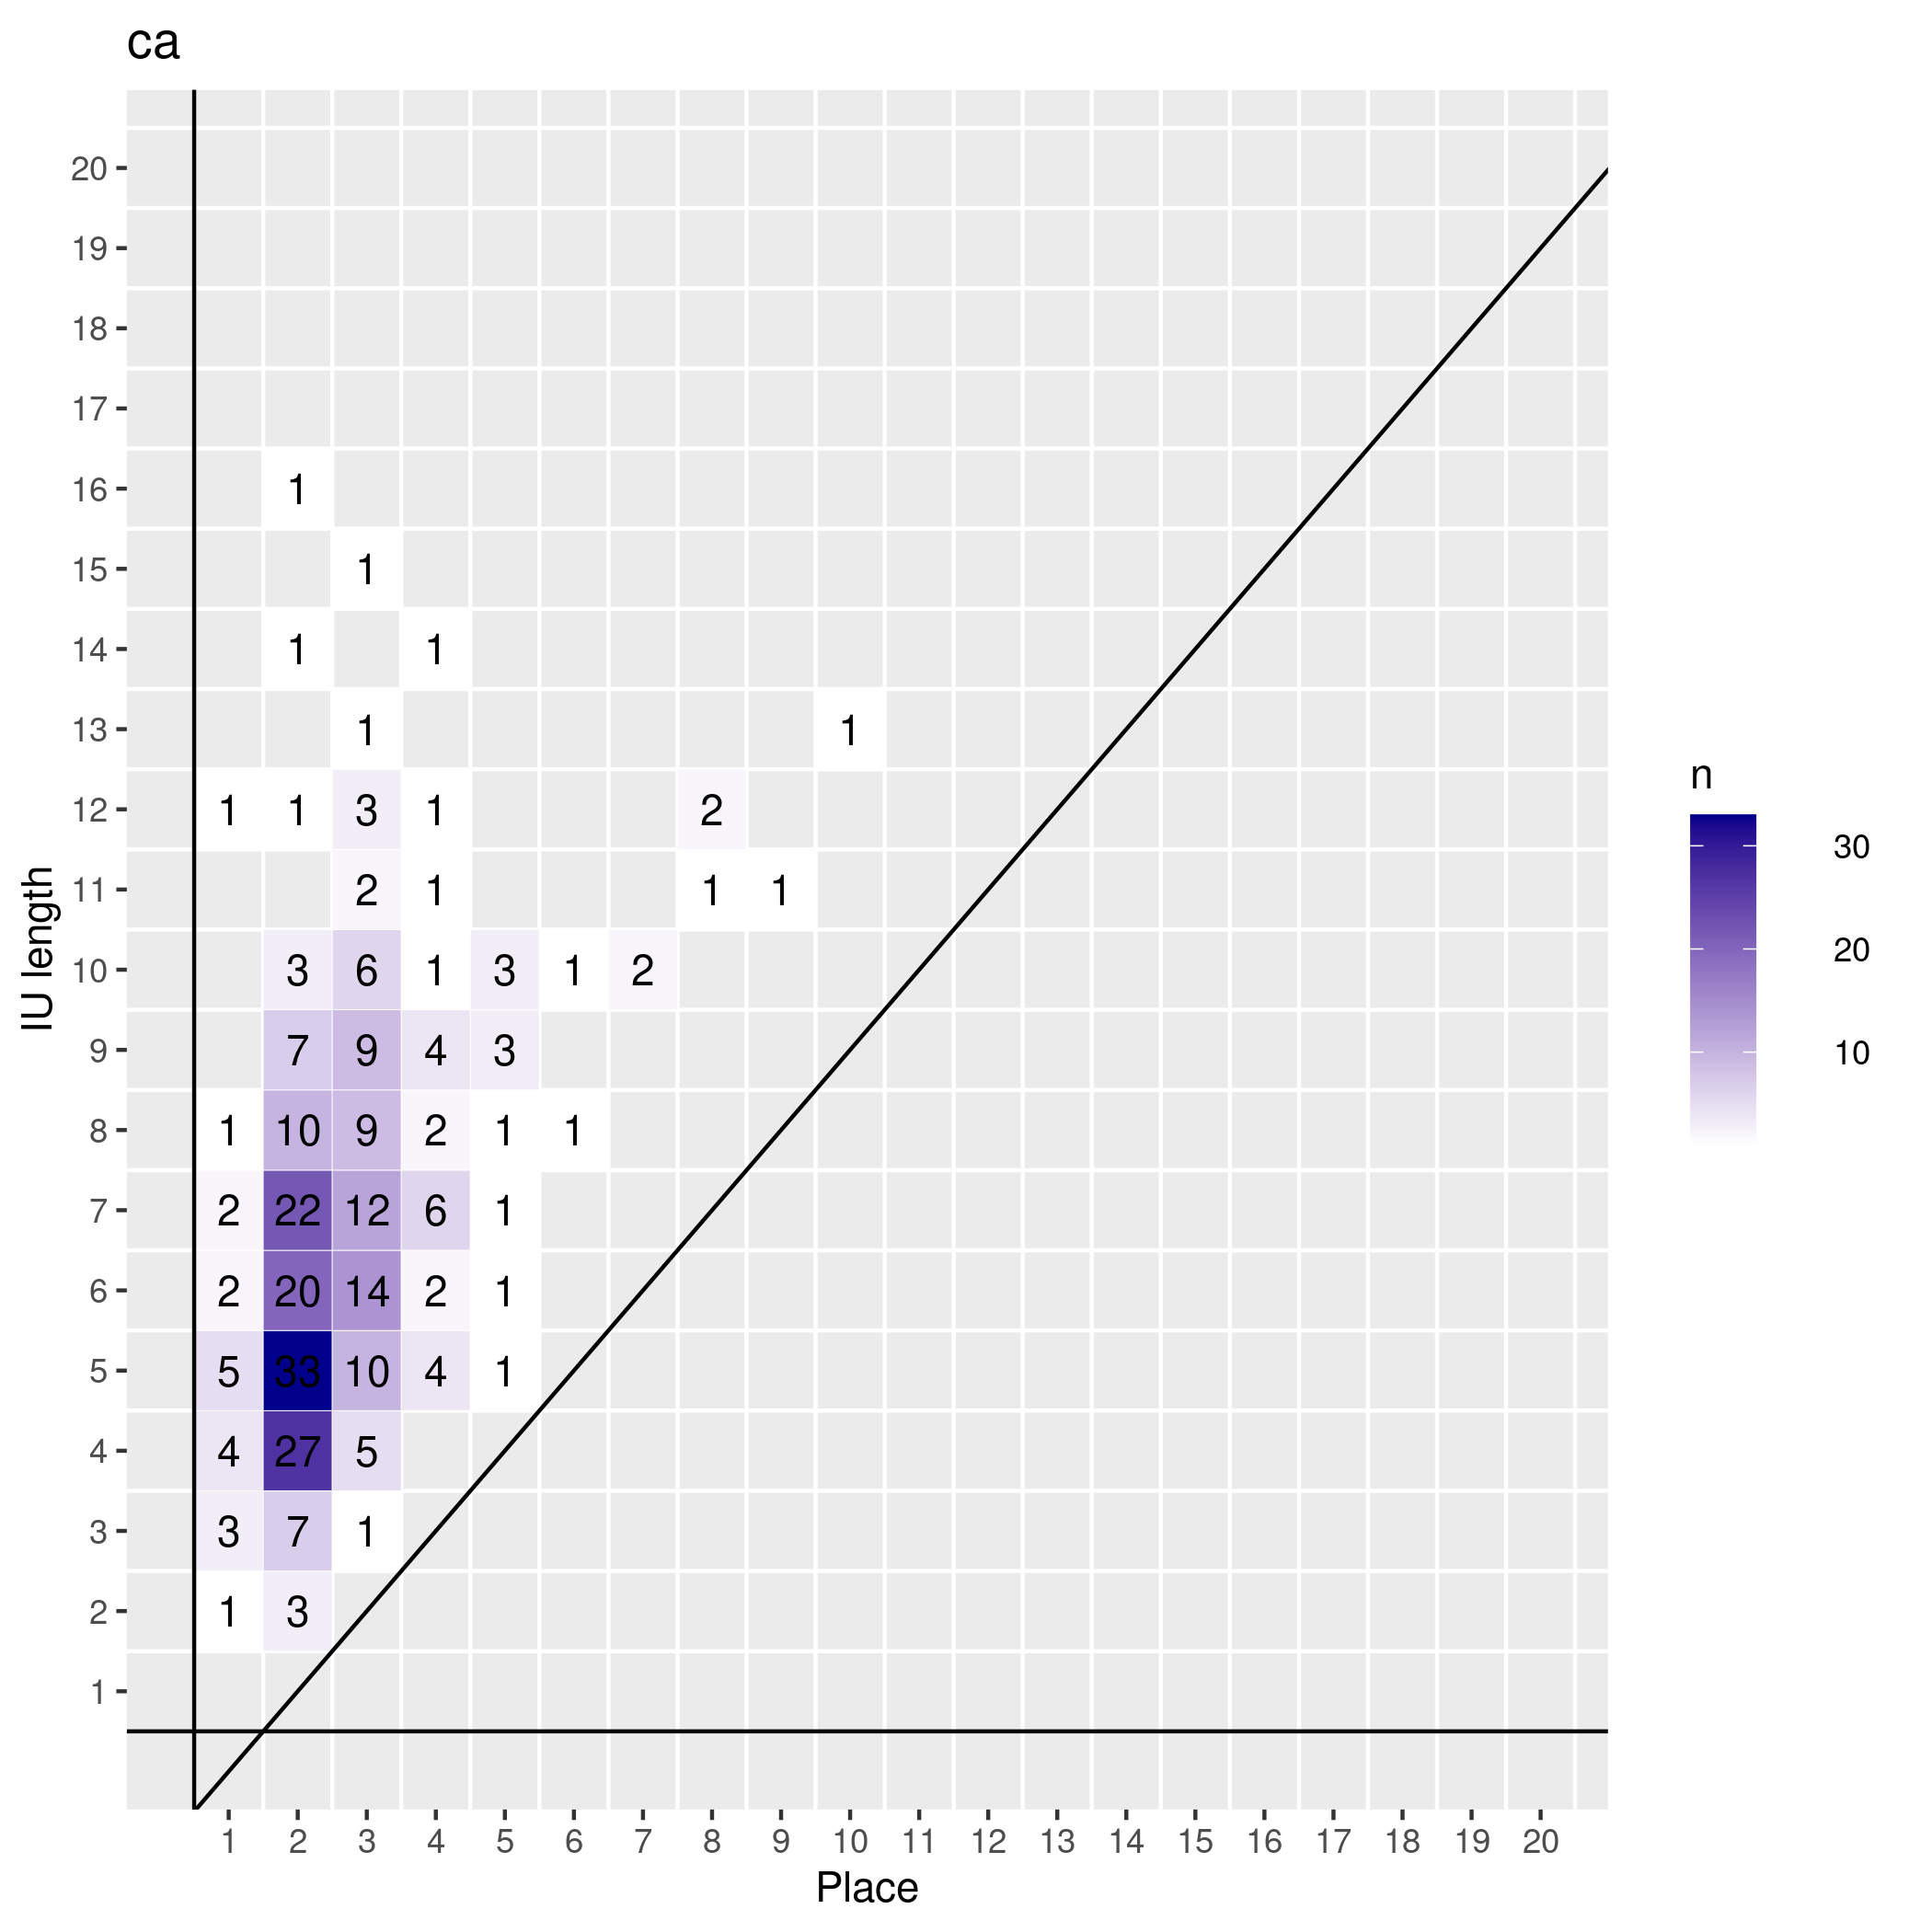 ca
20
19
18
17
16 1
15 1
14 1 1
13 1 1
12 1 1 3 1 2
11 2 1 1 1
10 3 6 1 3 1 2
9 7 9 4 3
8 1 10 9 2 1 1
7 2 22 12 6 1
6 2 20 14 2 1
5 5 33 10 4 1
4 4 27 5
3 3 7 1
2 1 3
1
1 2 3 4 5 6 7 8 9 10 11 12 13 14 15 16 17 18 19 20
Place
IU length
n
30
20
10